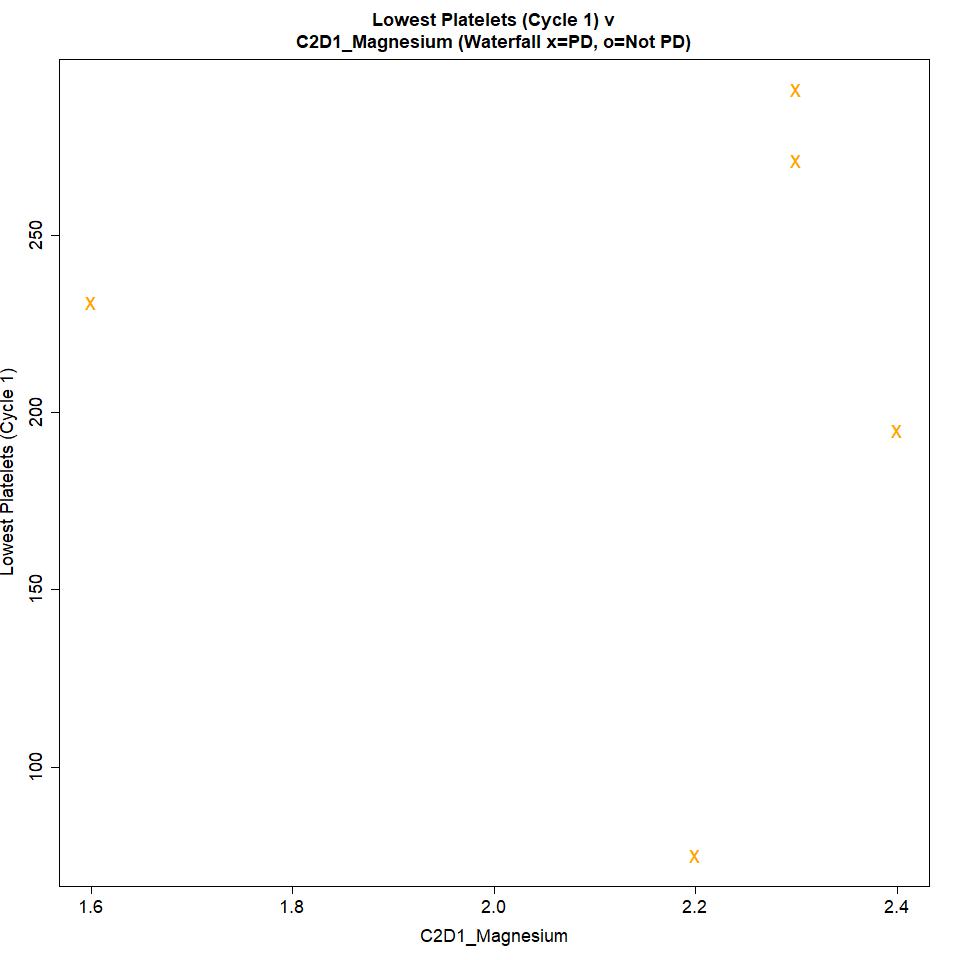 Lowest Platelets (Cycle 1) v
C2D1_Magnesium (Waterfall x=PD, o=Not PD)
X
X
250
X
200
X
Lowest Platelets (Cycle 1)
150
100
X
1.6 1.8 2.0 2.2 2.4
C2D1_Magnesium